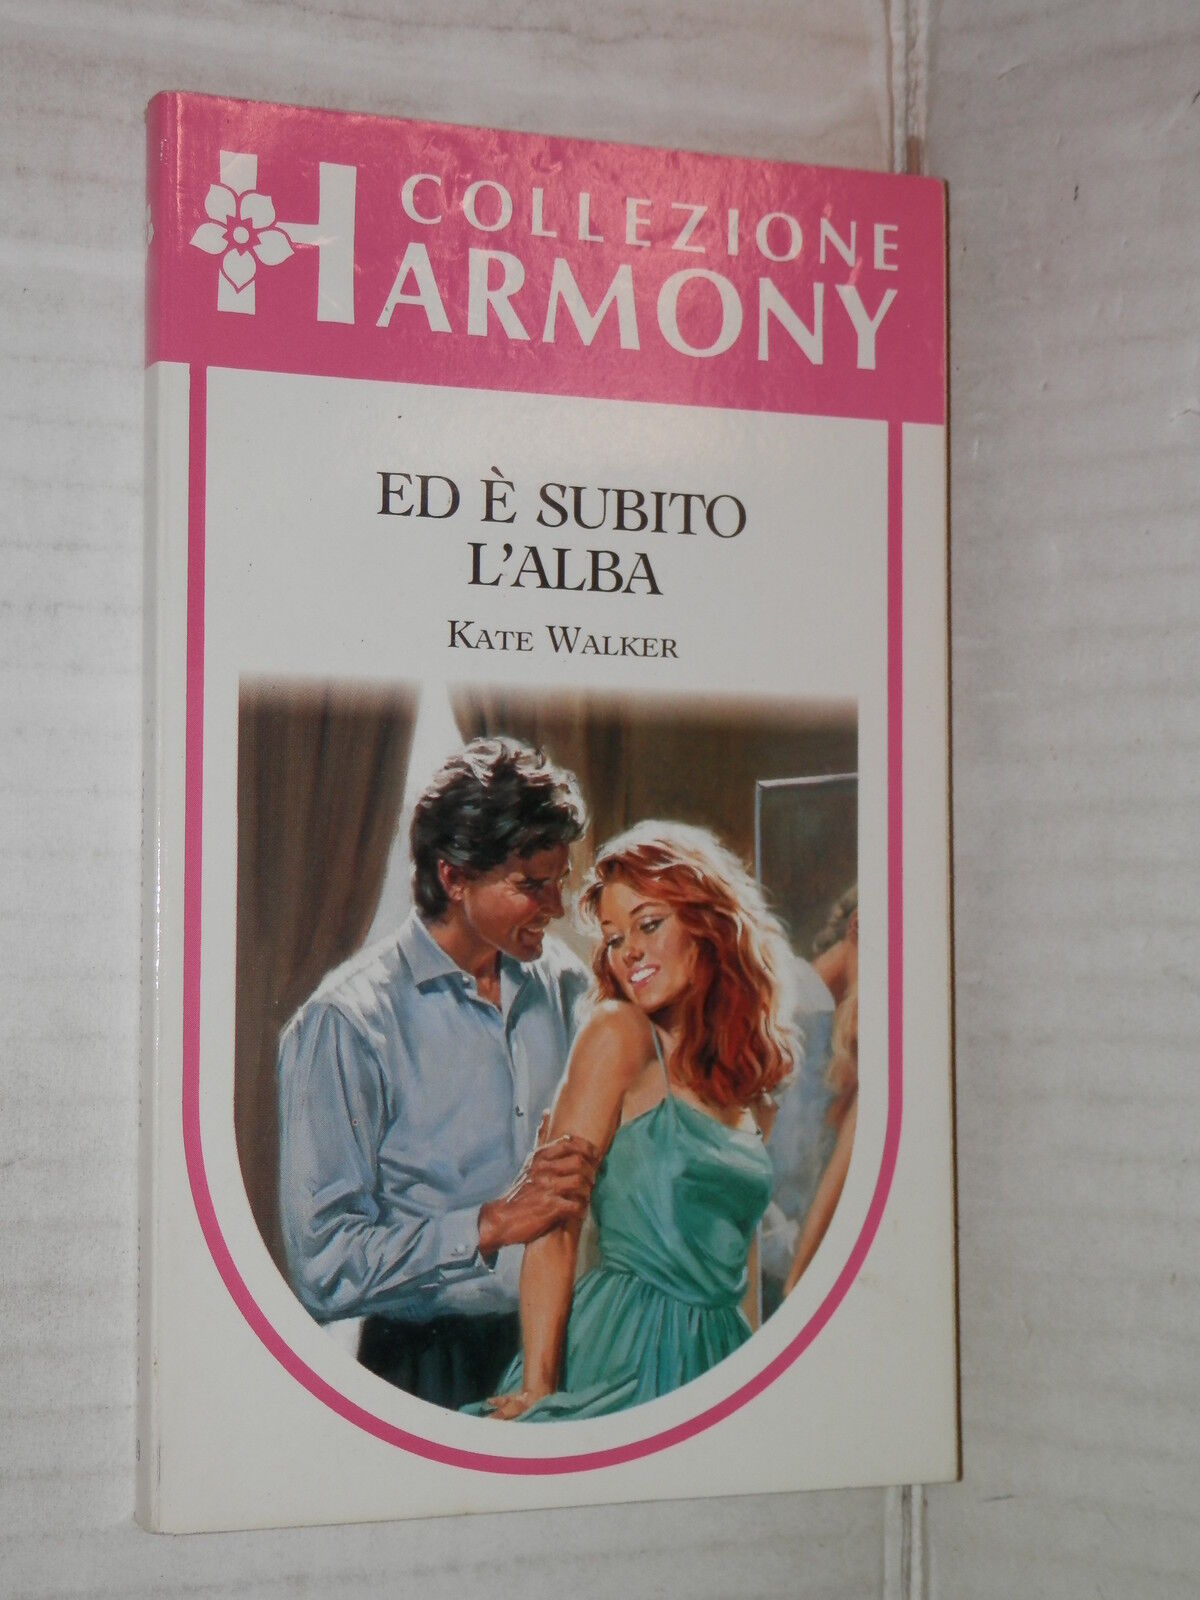 COLLEZIONE
HARMONY
ED È SUBITO
L'ALBA
KATE WALKER